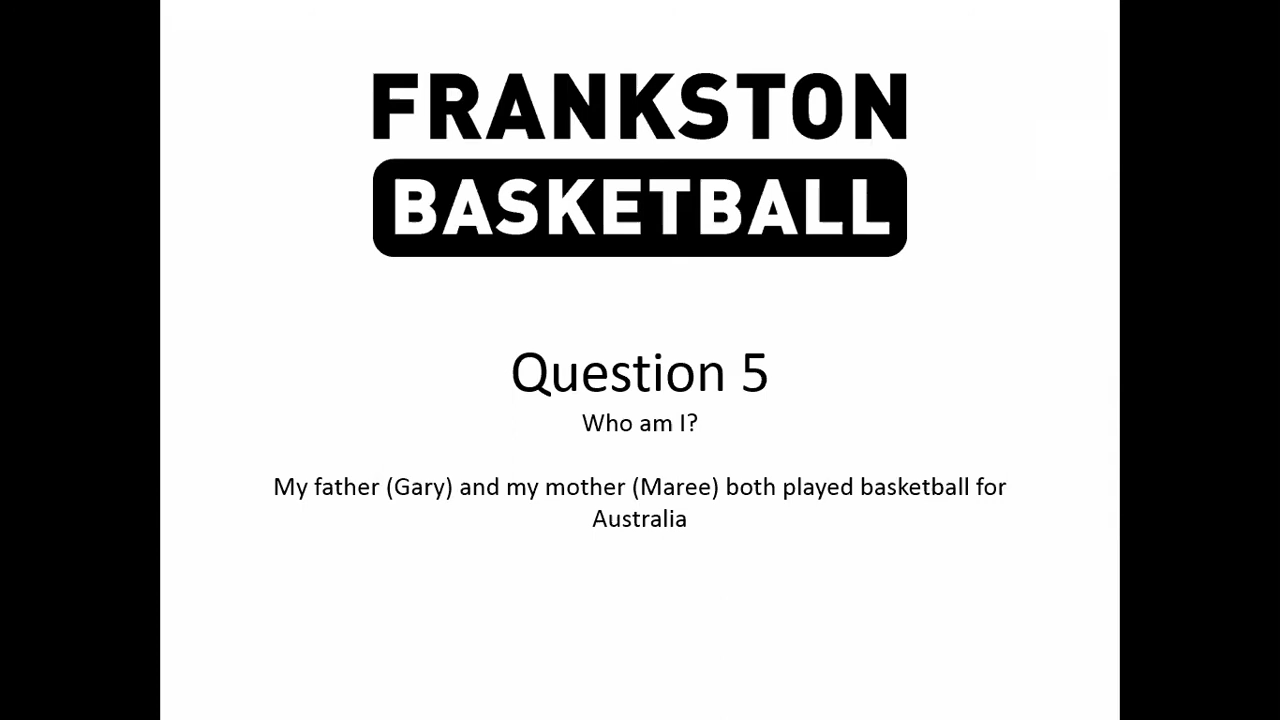 FRANKSTON
BASKETBALL
Question 5
Who am I?
My father (Gary) and my mother (Maree) both played basketball for
Australia